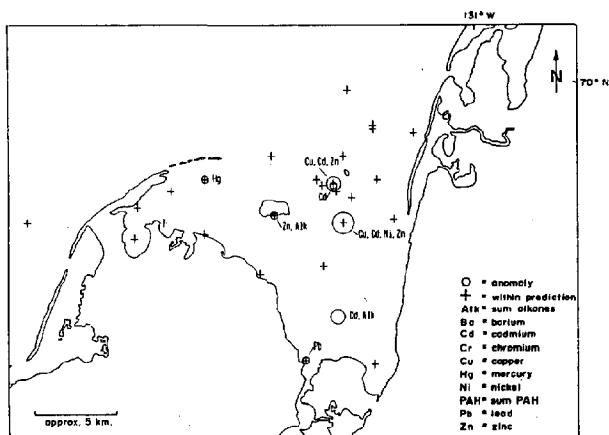 131° W
N
70° N
Cu, Cd, Zn
Hg
Cd
Zn, Alk
Cu, Cd, Ni, Zn
Cd, Alk
Pb
O = anomaly
+ = within prediction
Alk = sum alkanes
Ba = barium
Cd = cadmium
Cr = chromium
Cu = copper
Hg = mercury
Ni = nickel
PAH = sum PAH
Pb = lead
Zn = zinc
approx. 5 km.